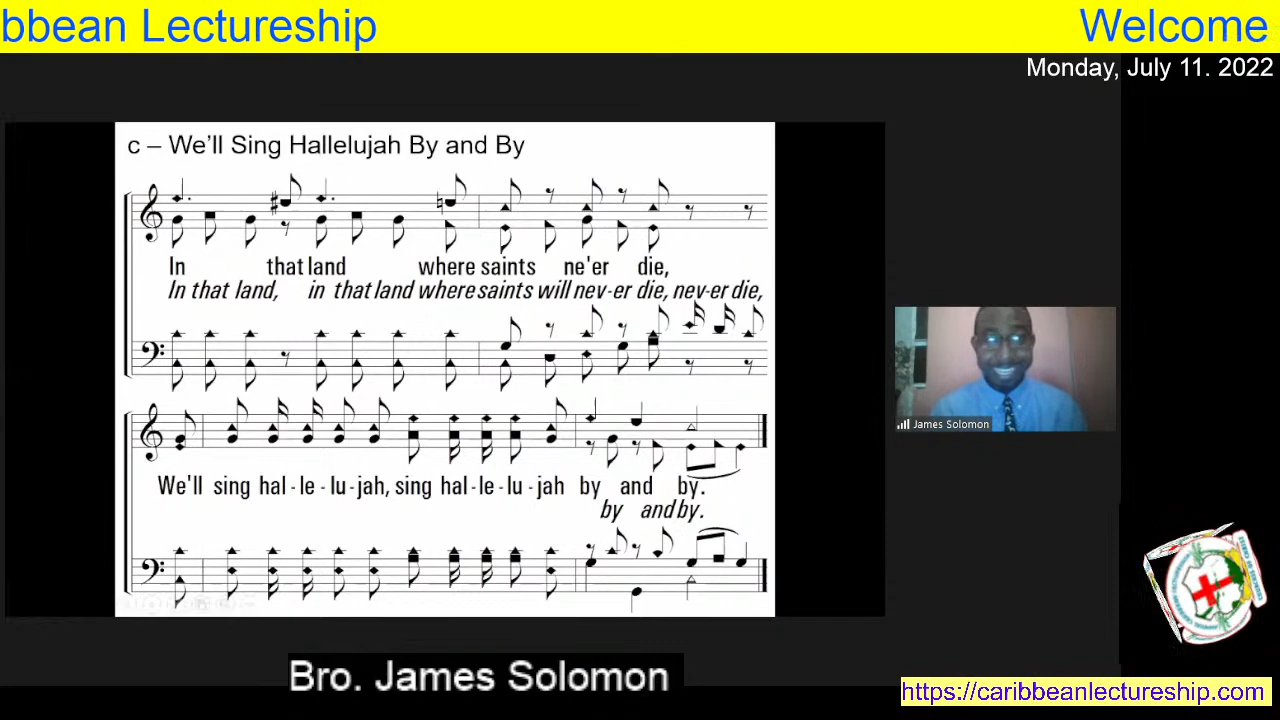 bbean Lectureship Welcome
Monday, July 11. 2022
c – We'll Sing Hallelujah By and By
In that land where saints ne'er die,
In that land, in that land where saints will nev-er die, nev-er die,
James Solomon
We'll sing hal - le - lu - jah, sing hal - le - lu - jah by and by.
by and by.
Bro. James Solomon
https://caribbeanlectureship.com